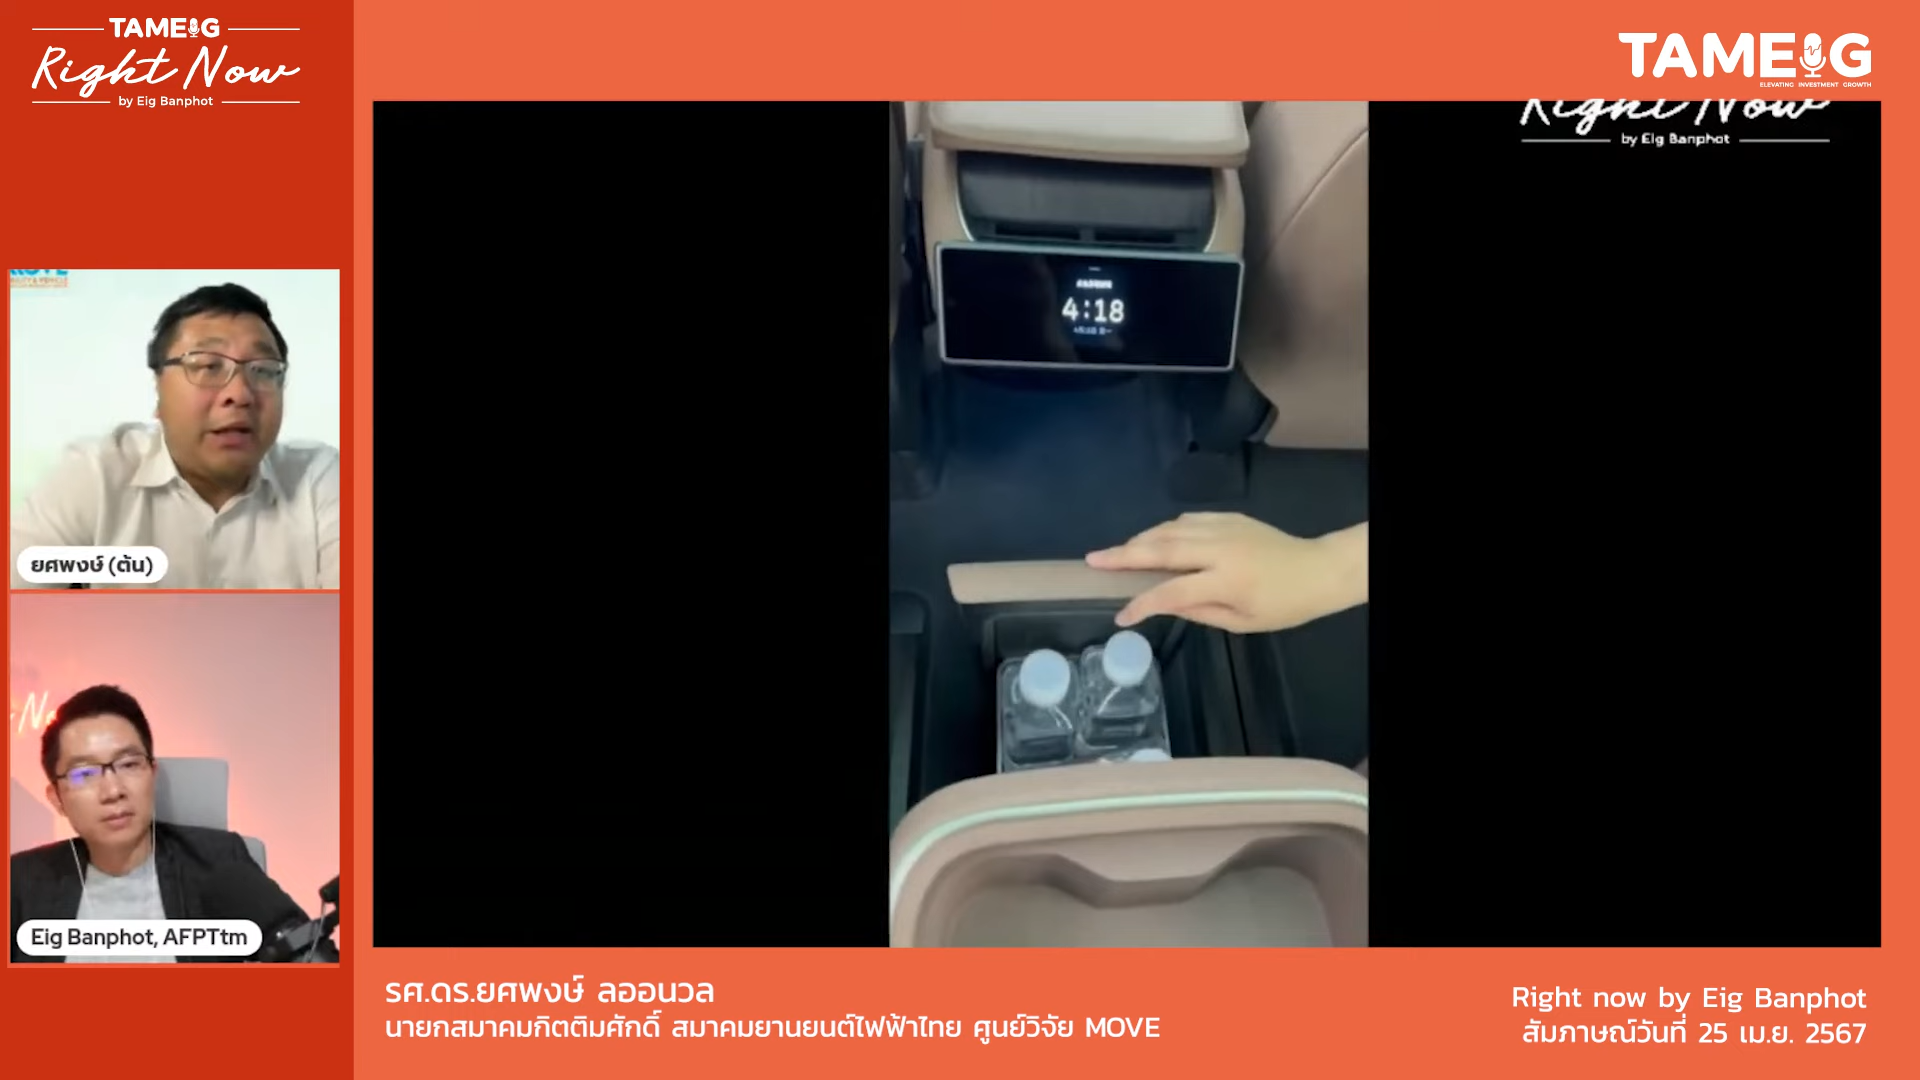 TAMEIG
Right Now
by Eig Banphot
TAMEIG
ELEVATING INVESTMENT GROWTH
Right Now
by Eig Banphot
4:18
MOVE
ยศพงษ์ (ต้น)
Eig Banphot, AFPTtm
รศ.ดร.ยศพงษ์ ลออนวล
นายกสมาคมกิตติมศักดิ์ สมาคมยานยนต์ไฟฟ้าไทย ศูนย์วิจัย MOVE
Right now by Eig Banphot
สัมภาษณ์วันที่ 25 เม.ย. 2567